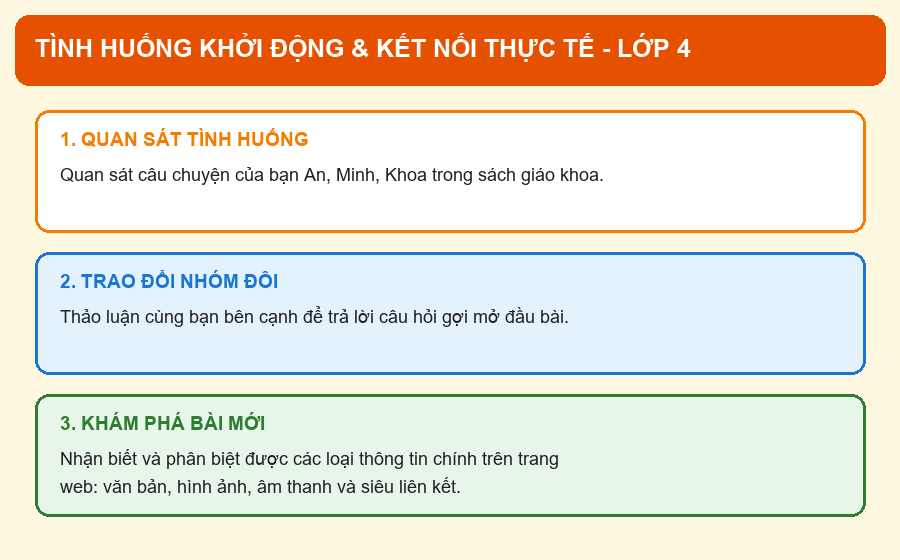 TÌNH HUỐNG KHỞI ĐỘNG & KẾT NỐI THỰC TẾ - LỚP 4
1. QUAN SÁT TÌNH HUỐNG
Quan sát câu chuyện của bạn An, Minh, Khoa trong sách giáo khoa.
2. TRAO ĐỔI NHÓM ĐÔI
Thảo luận cùng bạn bên cạnh để trả lời câu hỏi gợi mở đầu bài.
3. KHÁM PHÁ BÀI MỚI
Nhận biết và phân biệt được các loại thông tin chính trên trang
web: văn bản, hình ảnh, âm thanh và siêu liên kết.